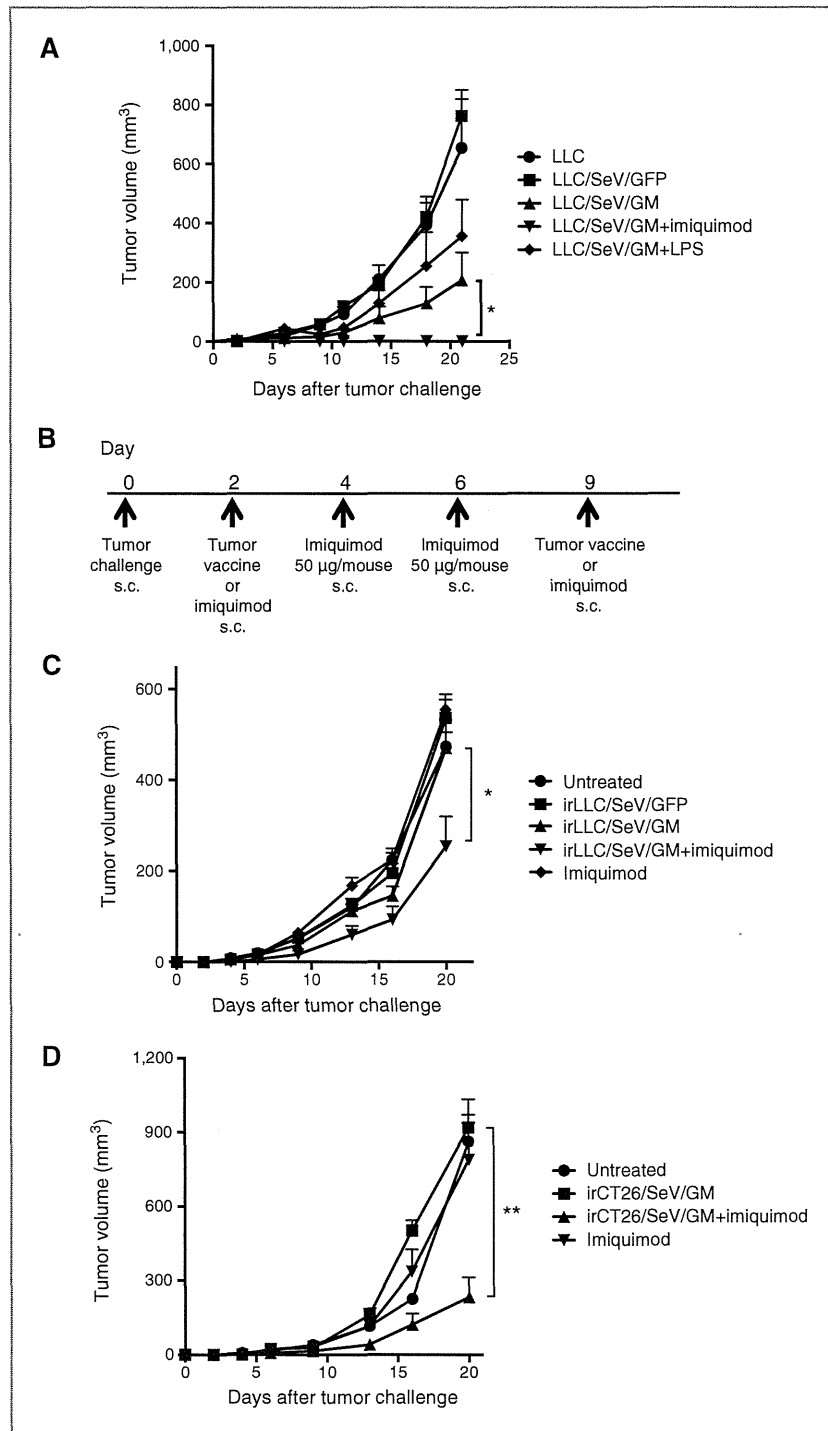 A
Tumor volume (mm³)
1,000
800
600
400
200
0
0 5 10 15 20 25
Days after tumor challenge
LLC
LLC/SeV/GFP
LLC/SeV/GM
LLC/SeV/GM+imiquimod
LLC/SeV/GM+LPS
*
B
Day
0 2 4 6 9
Tumor
challenge
s.c.
Tumor
vaccine
or
imiquimod
s.c.
Imiquimod
50 µg/mouse
s.c.
Imiquimod
50 µg/mouse
s.c.
Tumor vaccine
or
imiquimod
s.c.
C
Tumor volume (mm³)
600
400
200
0
0 5 10 15 20
Days after tumor challenge
Untreated
irLLC/SeV/GFP
irLLC/SeV/GM
irLLC/SeV/GM+imiquimod
Imiquimod
*
D
Tumor volume (mm³)
1,200
900
600
300
0
0 5 10 15 20
Days after tumor challenge
Untreated
irCT26/SeV/GM
irCT26/SeV/GM+imiquimod
Imiquimod
**